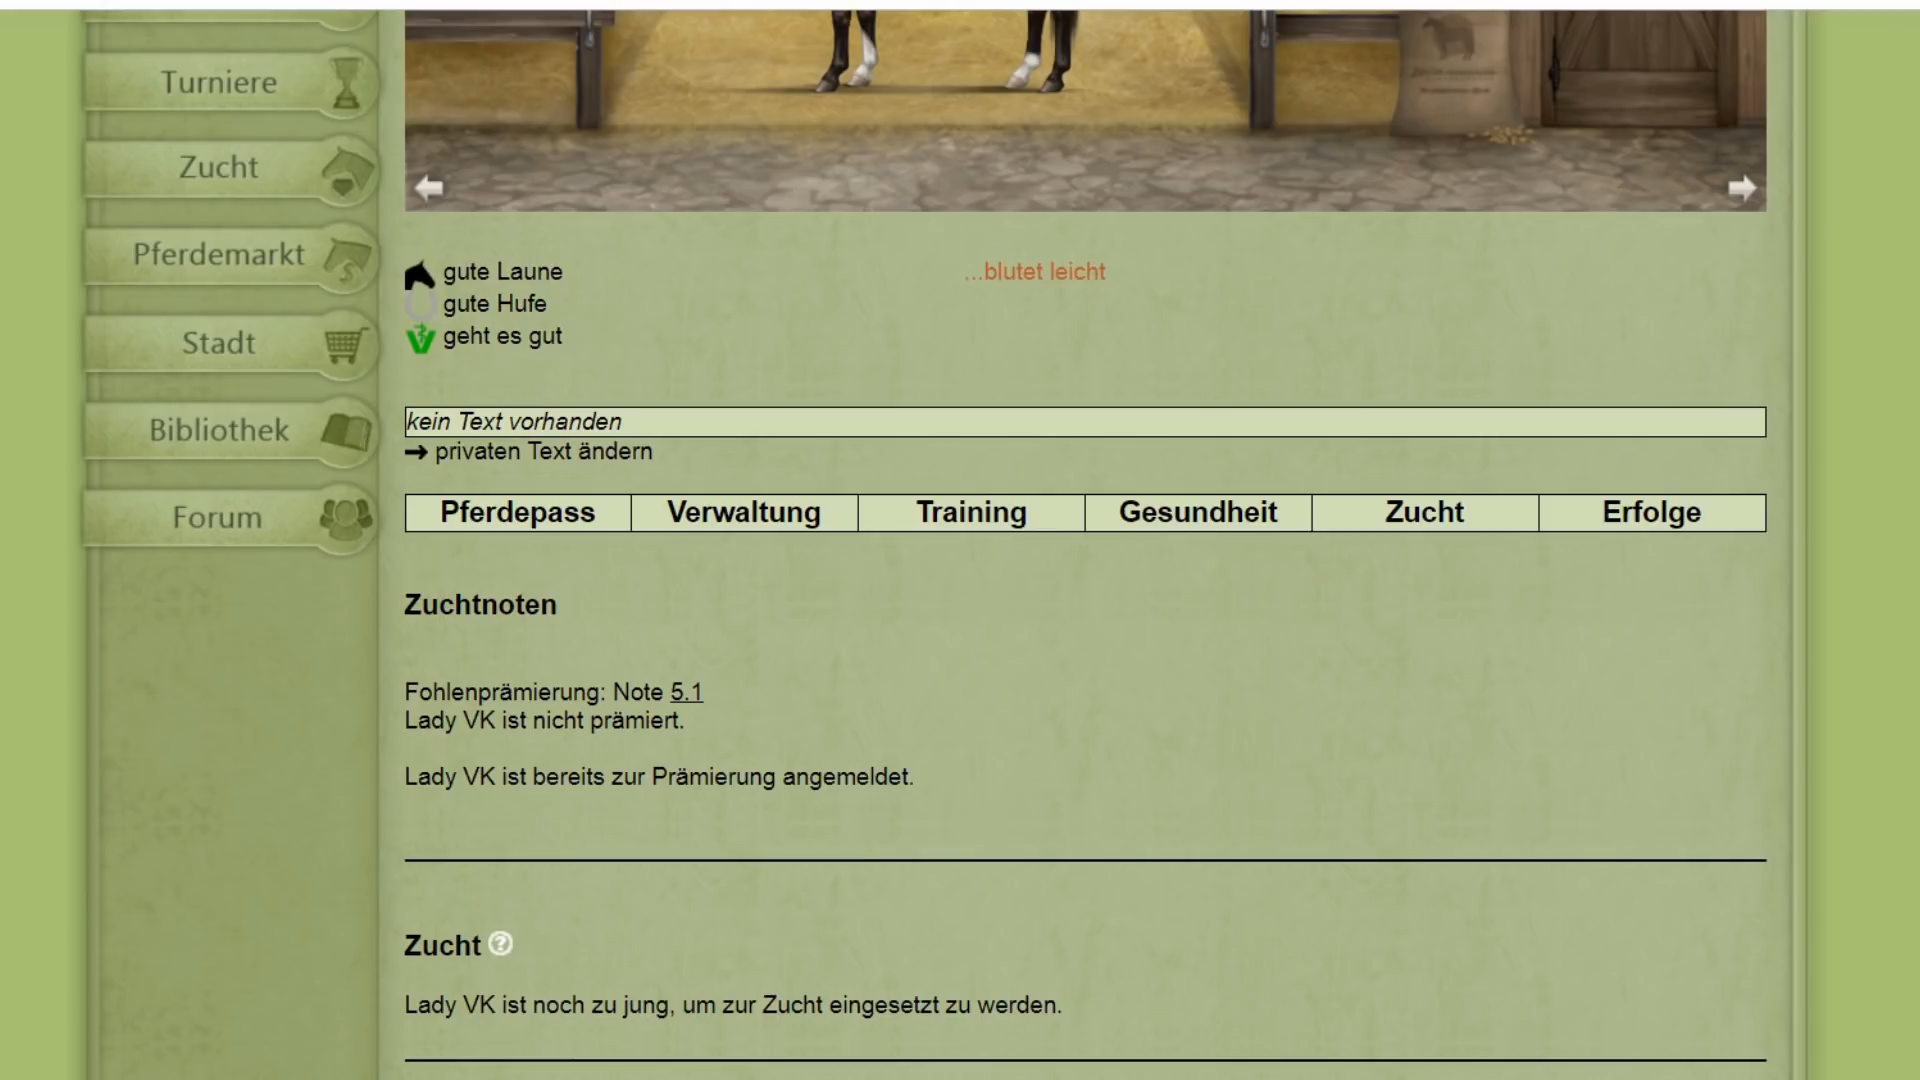 Turniere
Zucht
Pferdemarkt
Stadt
Bibliothek
Forum
gute Laune
...blutet leicht
gute Hufe
geht es gut
kein Text vorhanden
privaten Text ändern
Pferdepass Verwaltung Training Gesundheit Zucht Erfolge
Zuchtnoten
Fohlenprämierung: Note 5.1
Lady VK ist nicht prämiert.
Lady VK ist bereits zur Prämierung angemeldet.
Zucht ?
Lady VK ist noch zu jung, um zur Zucht eingesetzt zu werden.